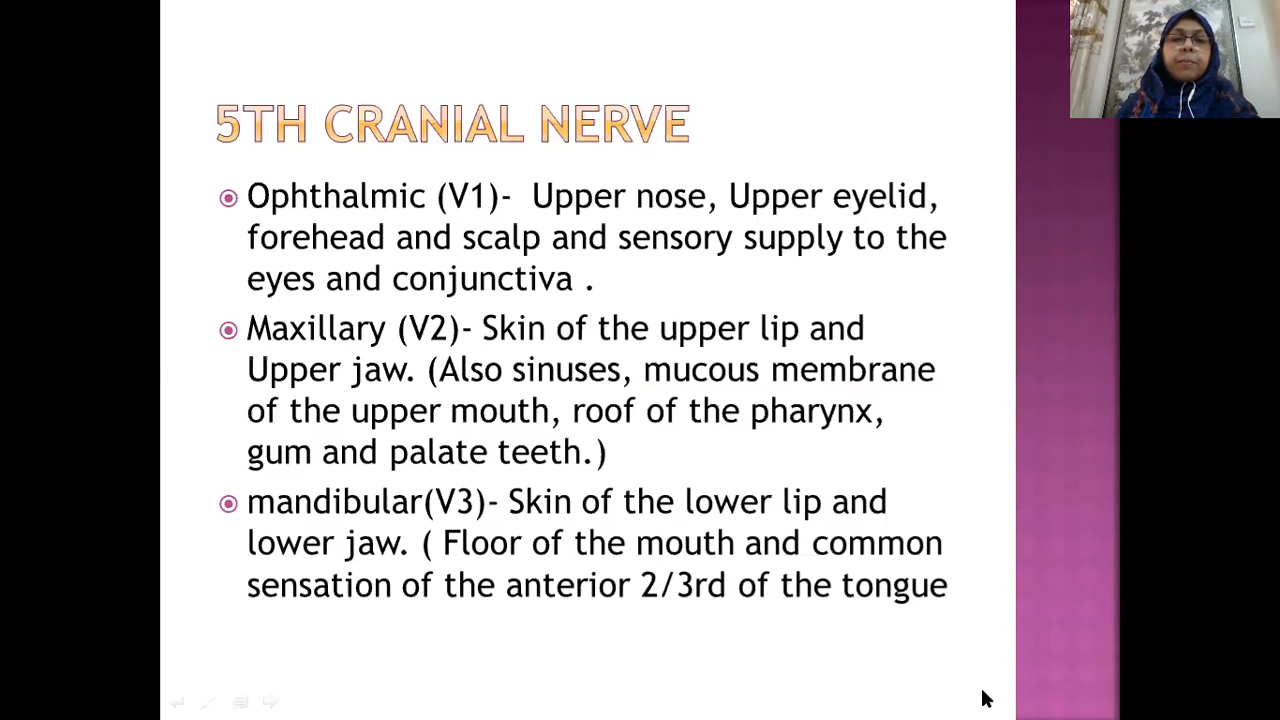 5TH CRANIAL NERVE
Ophthalmic (V1)-  Upper nose, Upper eyelid,
forehead and scalp and sensory supply to the
eyes and conjunctiva .
Maxillary (V2)- Skin of the upper lip and
Upper jaw. (Also sinuses, mucous membrane
of the upper mouth, roof of the pharynx,
gum and palate teeth.)
mandibular(V3)- Skin of the lower lip and
lower jaw. ( Floor of the mouth and common
sensation of the anterior 2/3rd of the tongue